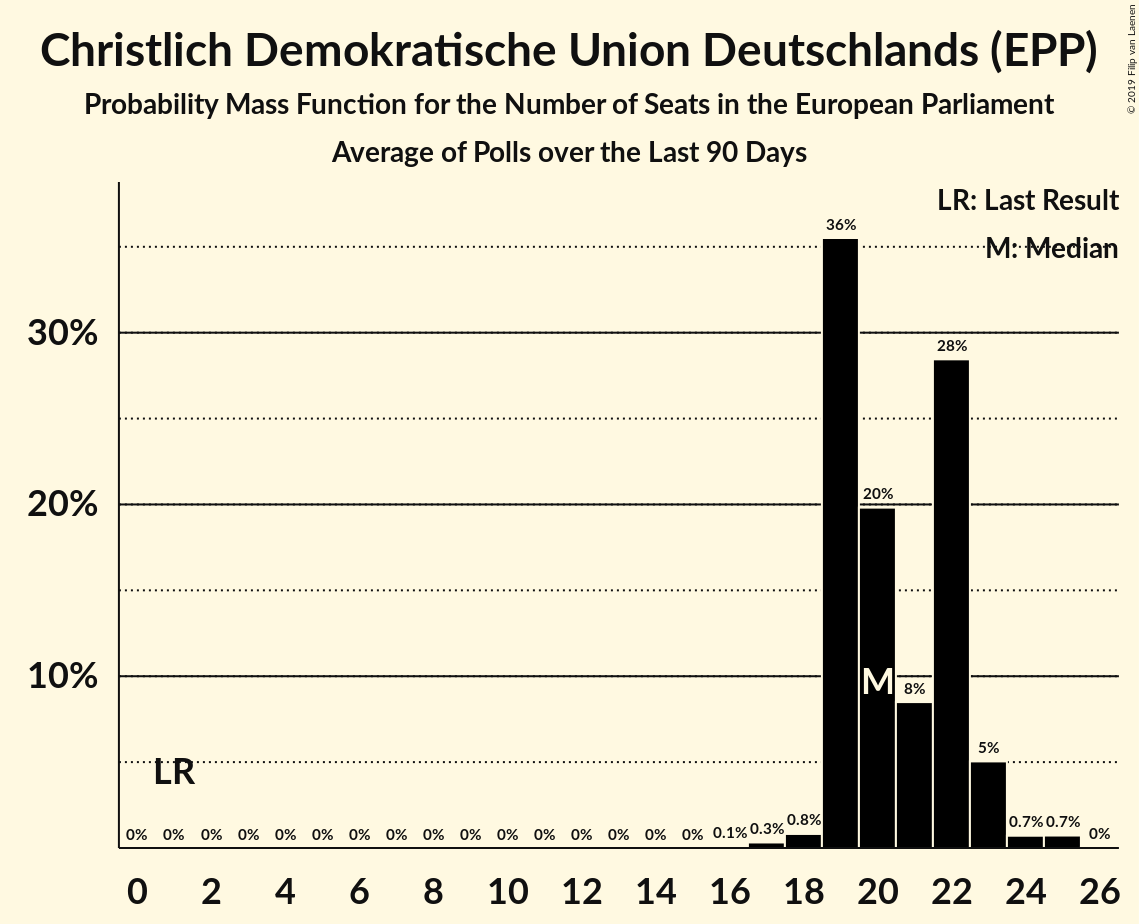 Christlich Demokratische Union Deutschlands (EPP)
Probability Mass Function for the Number of Seats in the European Parliament
Average of Polls over the Last 90 Days
© 2019 Filip van Laenen
LR: Last Result
M: Median
36%
30%
28%
20%
20%
10%
M
8%
5%
LR
0% 0% 0% 0% 0% 0% 0% 0% 0% 0% 0% 0% 0% 0% 0% 0% 0.1% 0.3% 0.8% 0.7% 0.7% 0%
0 2 4 6 8 10 12 14 16 18 20 22 24 26